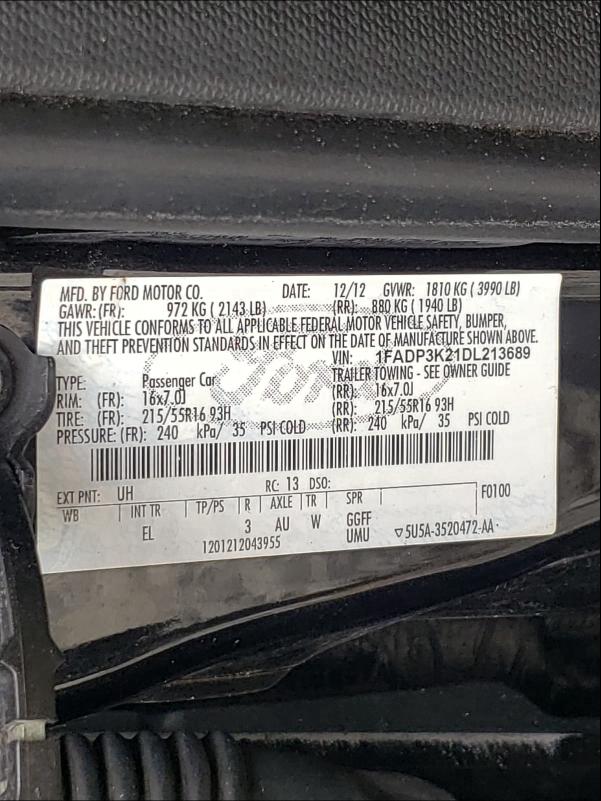 MFD. BY FORD MOTOR CO. DATE: 12/12 GVWR: 1810 KG ( 3990 LB)
GAWR: (FR): 972 KG ( 2143 LB) (RR): 880 KG ( 1940 LB)
THIS VEHICLE CONFORMS TO ALL APPLICABLE FEDERAL MOTOR VEHICLE SAFETY, BUMPER,
AND THEFT PREVENTION STANDARDS IN EFFECT ON THE DATE OF MANUFACTURE SHOWN ABOVE.
VIN: 1FADP3K21DL213689
TYPE: Passenger Car TRAILER TOWING - SEE OWNER GUIDE
RIM: (FR): 16x7.0J (RR): 16x7.0J
TIRE: (FR): 215/55R16 93H (RR): 215/55R16 93H
PRESSURE: (FR): 240 kPa/ 35 PSI COLD (RR): 240 kPa/ 35 PSI COLD
EXT PNT: UH RC: 13 DSO: F0100
WB INT TR TP/PS R AXLE TR SPR
EL 3 AU W GGFF
1201212043955 UMU ▽5U5A-3520472-AA
Ford